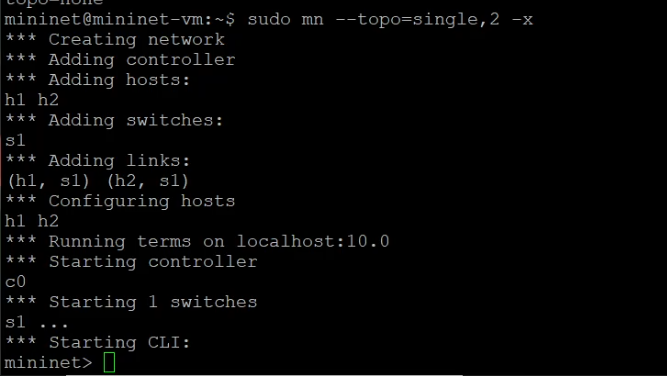 topo=none
mininet@mininet-vm:~$ sudo mn --topo=single,2 -x
*** Creating network
*** Adding controller
*** Adding hosts:
h1 h2
*** Adding switches:
s1
*** Adding links:
(h1, s1) (h2, s1)
*** Configuring hosts
h1 h2
*** Running terms on localhost:10.0
*** Starting controller
c0
*** Starting 1 switches
s1 ...
*** Starting CLI:
mininet>